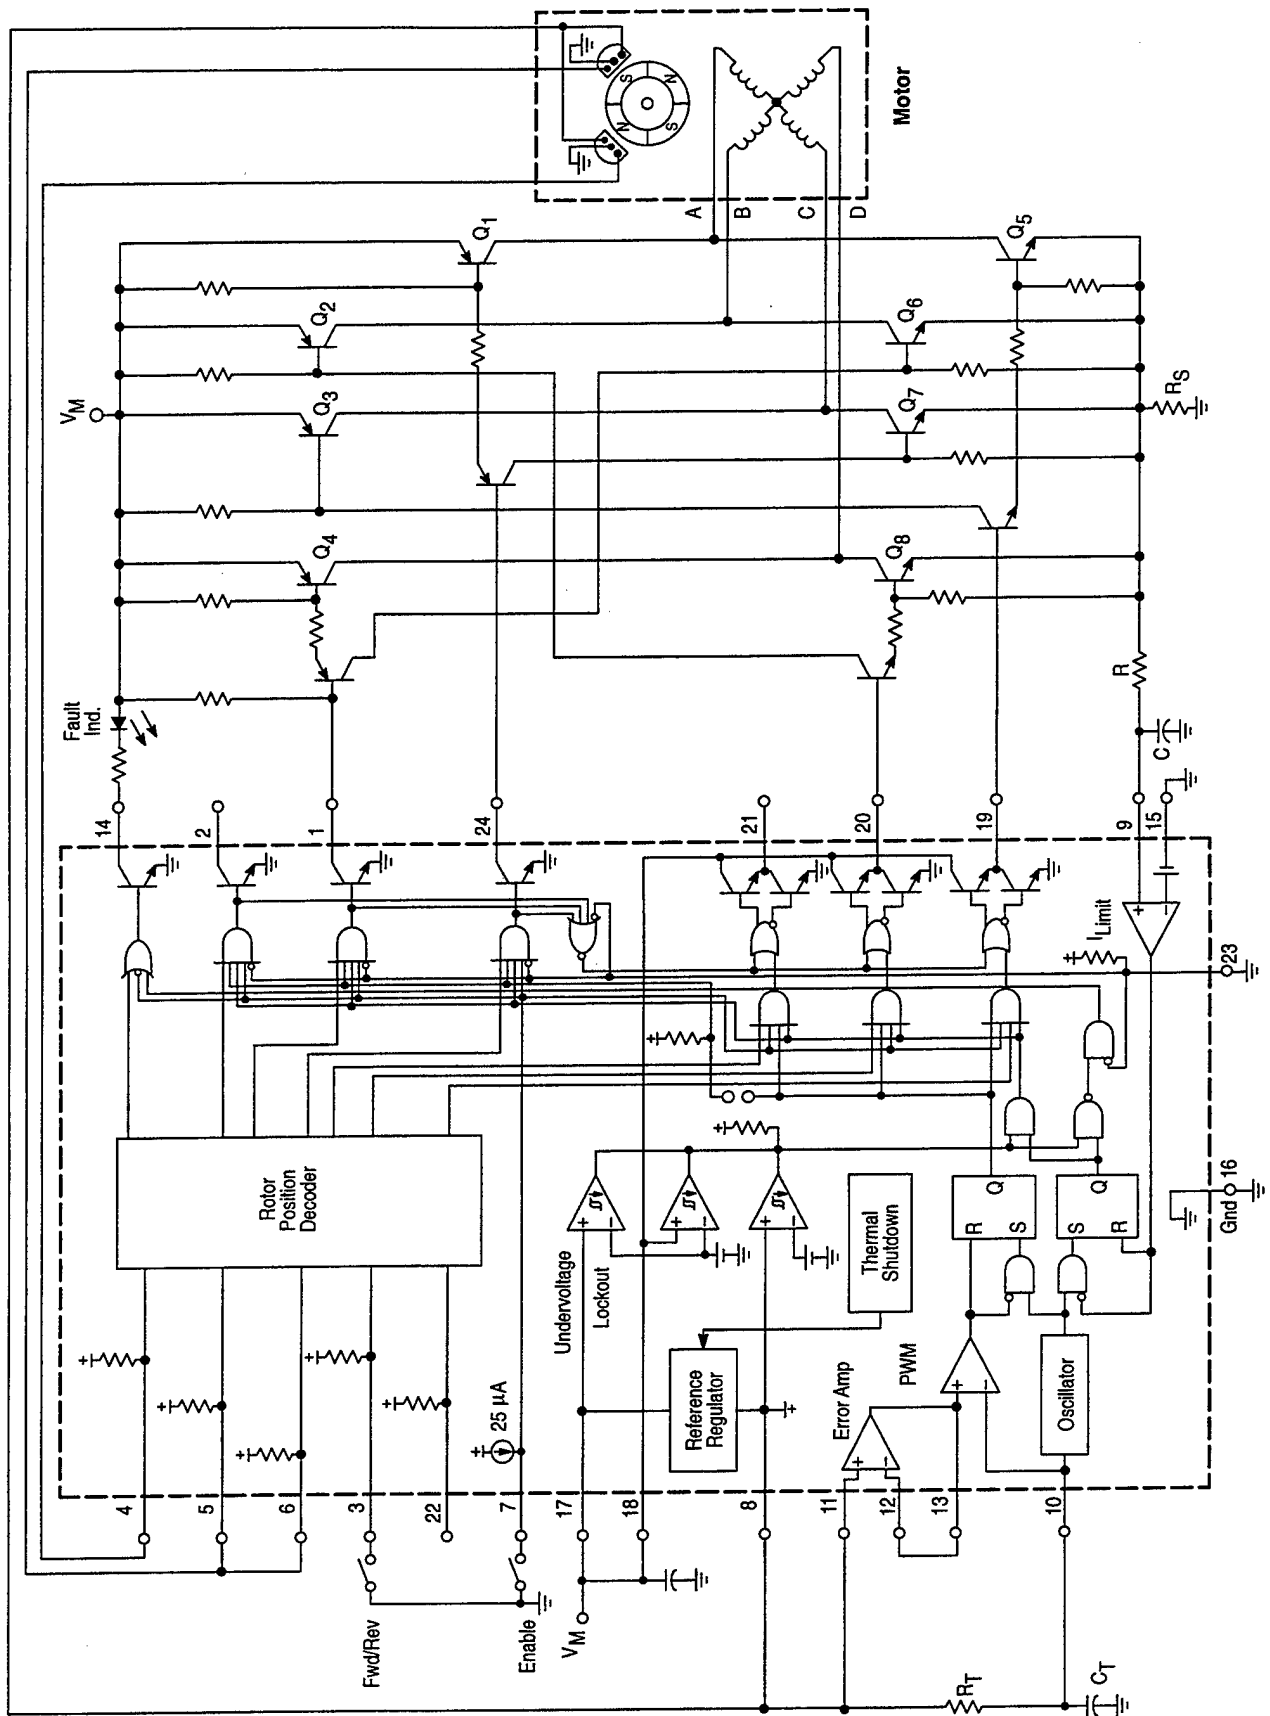 Motor
S
N
N
S
A
B
C
D
VM
Q1
Q2
Q3
Q4
Q5
Q6
Q7
Q8
RS
R
C
Fault
Ind.
14
2
1
24
21
20
19
9
15
+
−
ILimit
23
Gnd 16
+
+
Rotor
Position
Decoder
+
+
+
+
+
25 µA
Undervoltage
Lockout
+
−
+
−
+
−
Reference
Regulator
+
Thermal
Shutdown
Error Amp
+
−
PWM
+
−
Oscillator
R
S
Q
S
R
Q
4
5
6
3
22
7
17
18
8
11
12
13
10
Fwd/Rev
Enable
VM
RT
CT